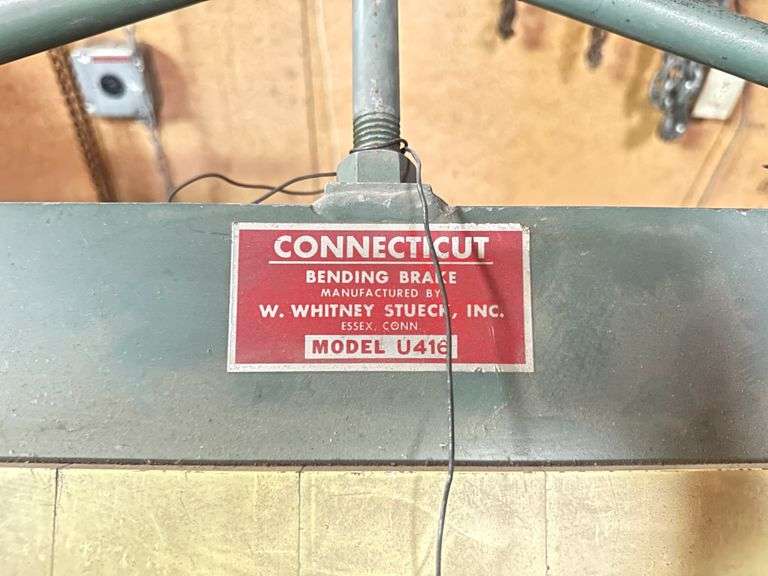 CONNECTICUT
BENDING BRAKE
MANUFACTURED BY
W. WHITNEY STUECK, INC.
ESSEX, CONN.
MODEL U416